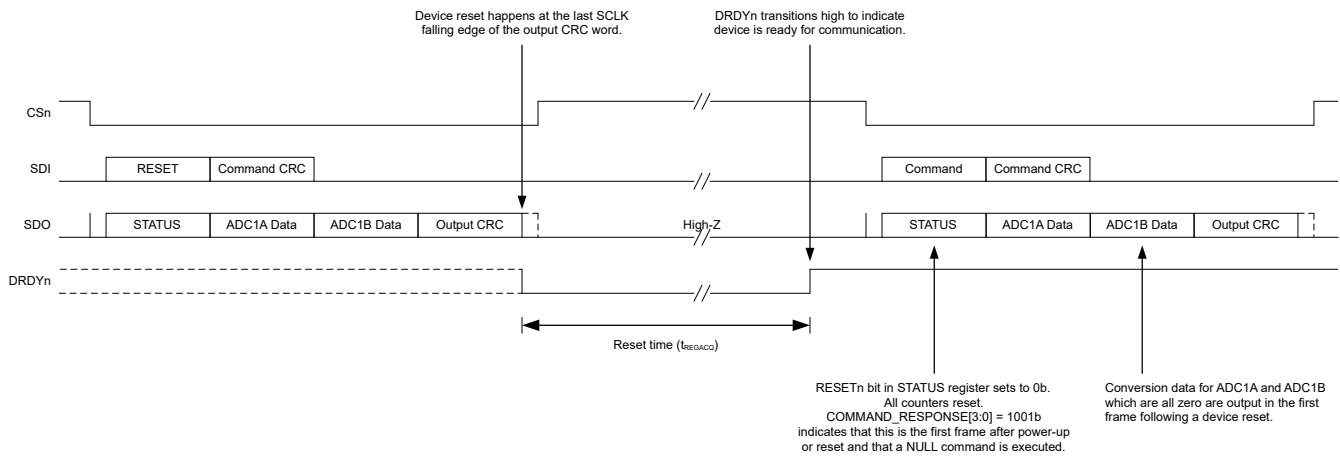 Device reset happens at the last SCLK
falling edge of the output CRC word.
DRDYn transitions high to indicate
device is ready for communication.
CSn
SDI
RESET
Command CRC
Command
Command CRC
SDO
STATUS
ADC1A Data
ADC1B Data
Output CRC
High-Z
STATUS
ADC1A Data
ADC1B Data
Output CRC
DRDYn
Reset time (tREGACQ)
RESETn bit in STATUS register sets to 0b.
All counters reset.
COMMAND_RESPONSE[3:0] = 1001b
indicates that this is the first frame after power-up
or reset and that a NULL command is executed.
Conversion data for ADC1A and ADC1B
which are all zero are output in the first
frame following a device reset.